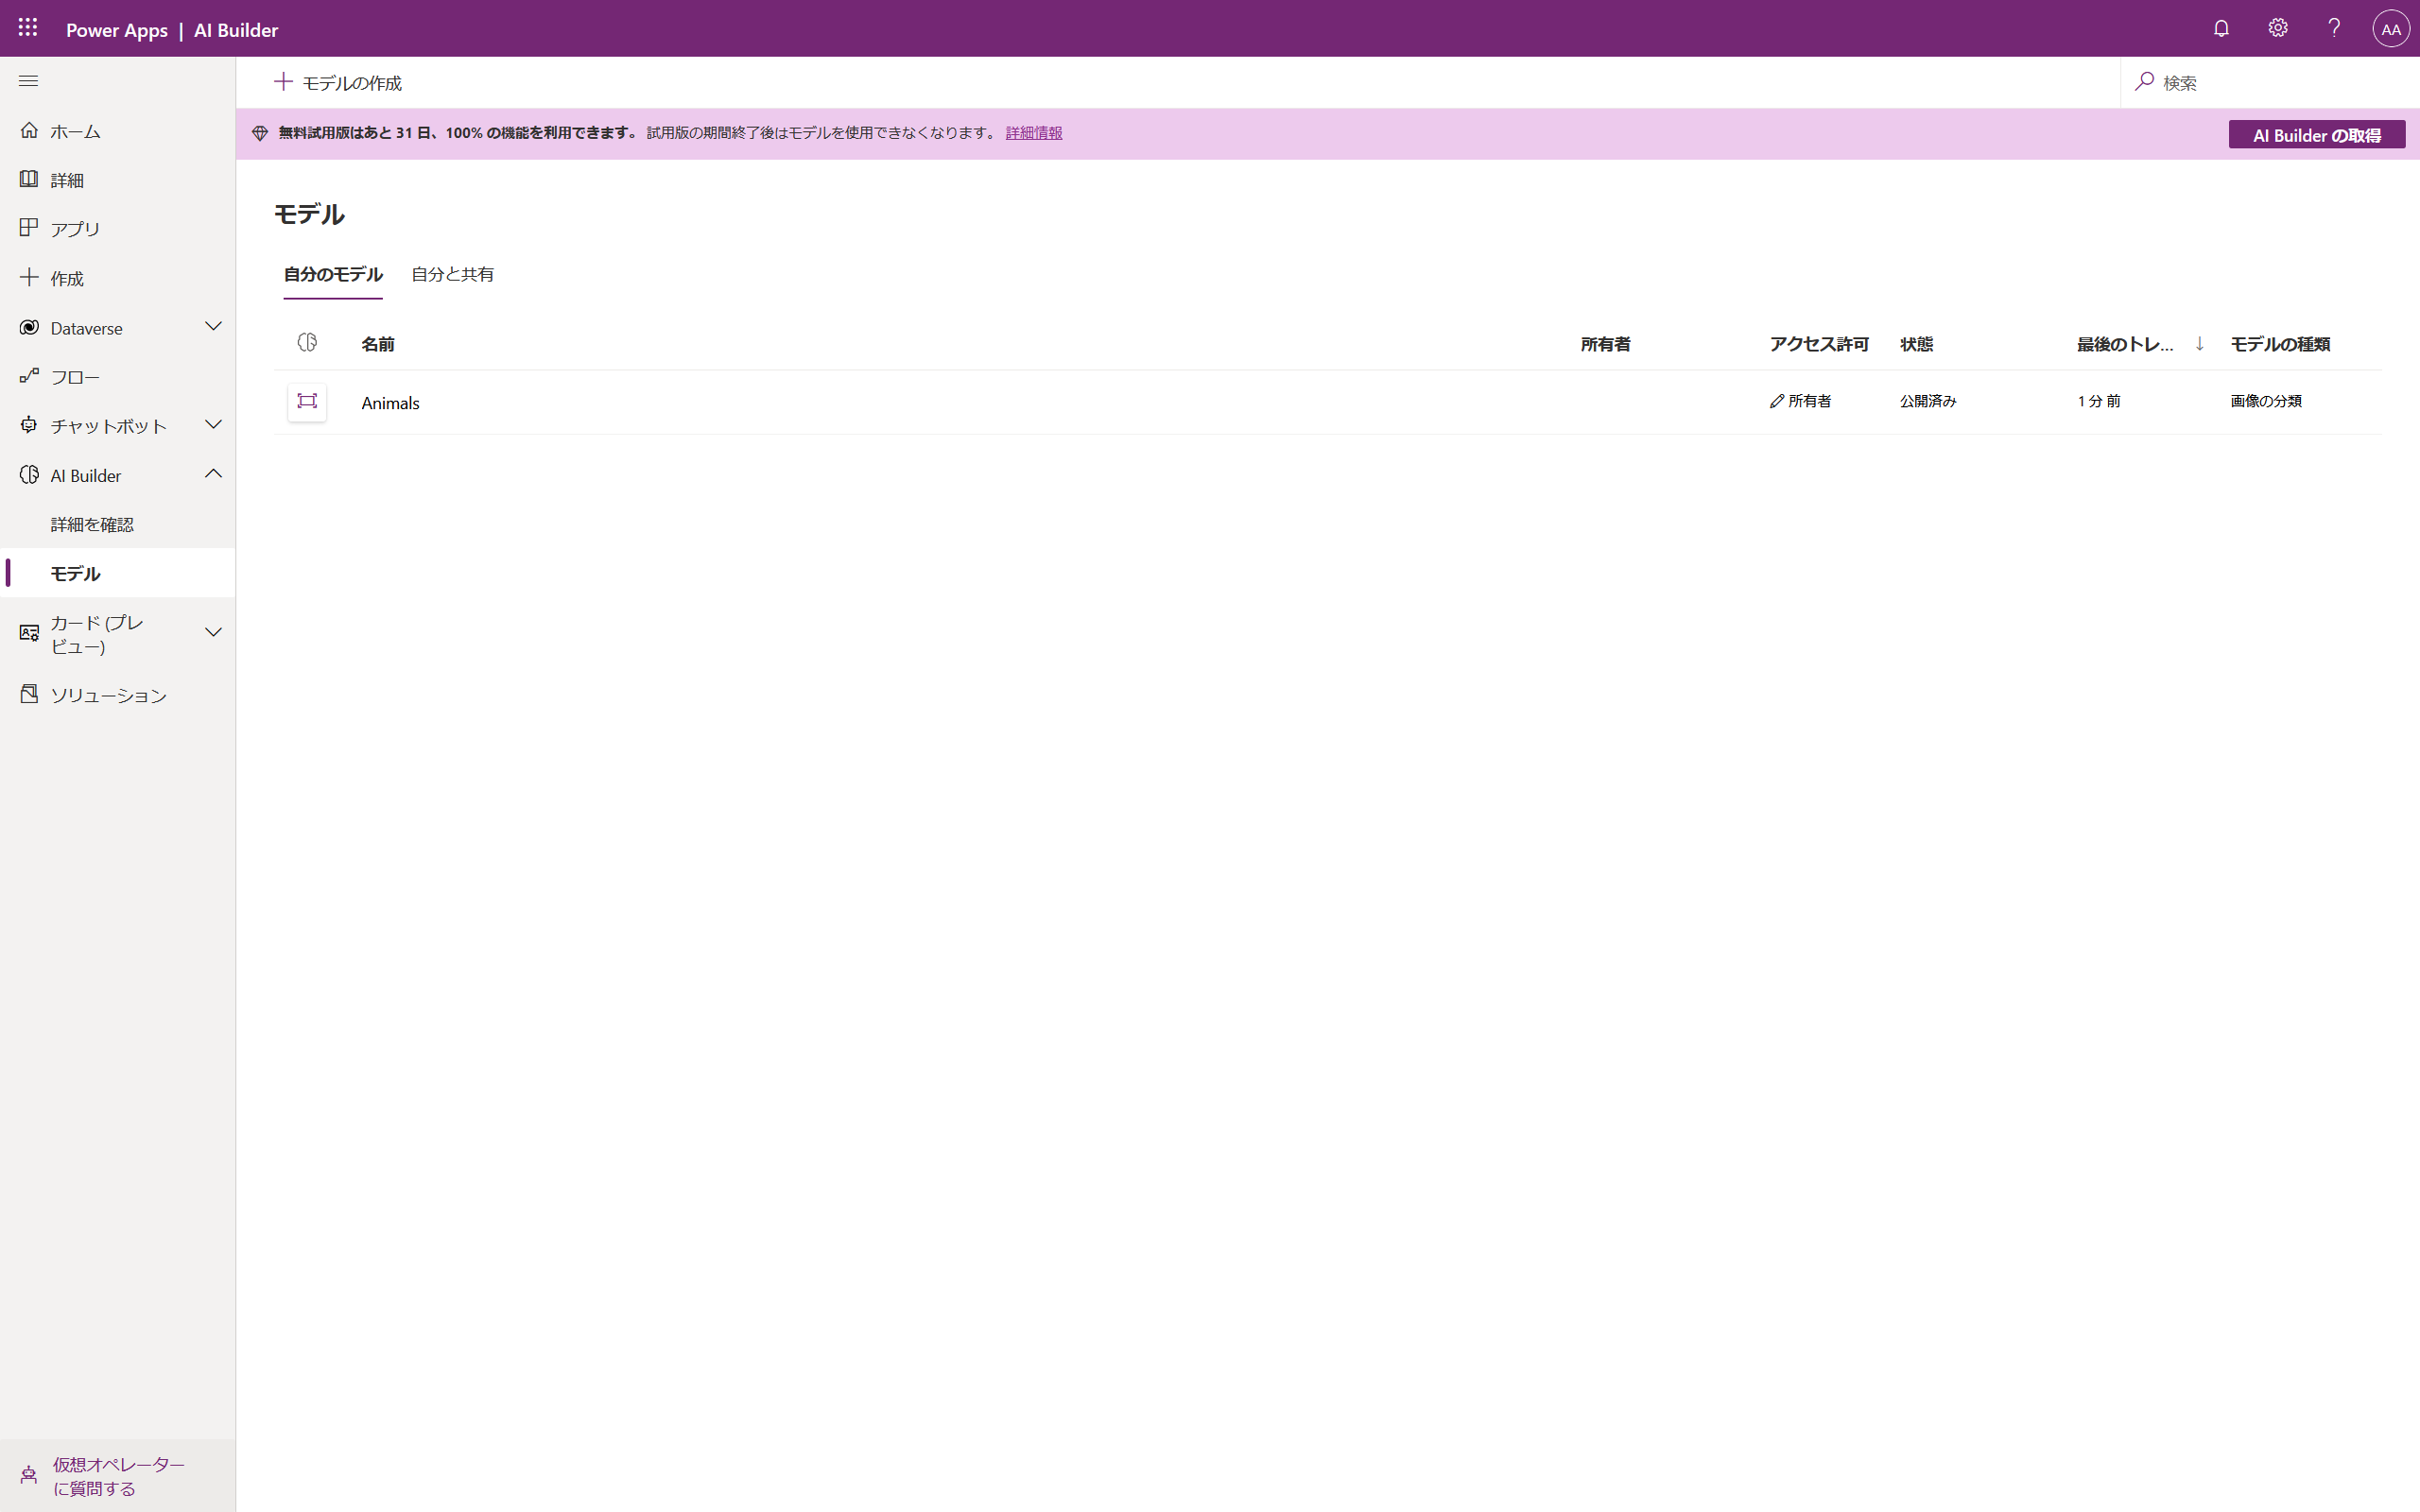 Power Apps | AI Builder
AA
モデルの作成
検索
ホーム
無料試用版はあと 31 日、100% の機能を利用できます。 試用版の期間終了後はモデルを使用できなくなります。 詳細情報
AI Builder の取得
詳細
アプリ
作成
Dataverse
フロー
チャットボット
AI Builder
詳細を確認
モデル
カード (プレ
ビュー)
ソリューション
モデル
自分のモデル 自分と共有
名前 所有者 アクセス許可 状態 最後のトレ... ↓ モデルの種類
Animals 所有者 公開済み 1 分 前 画像の分類
仮想オペレーター
に質問する